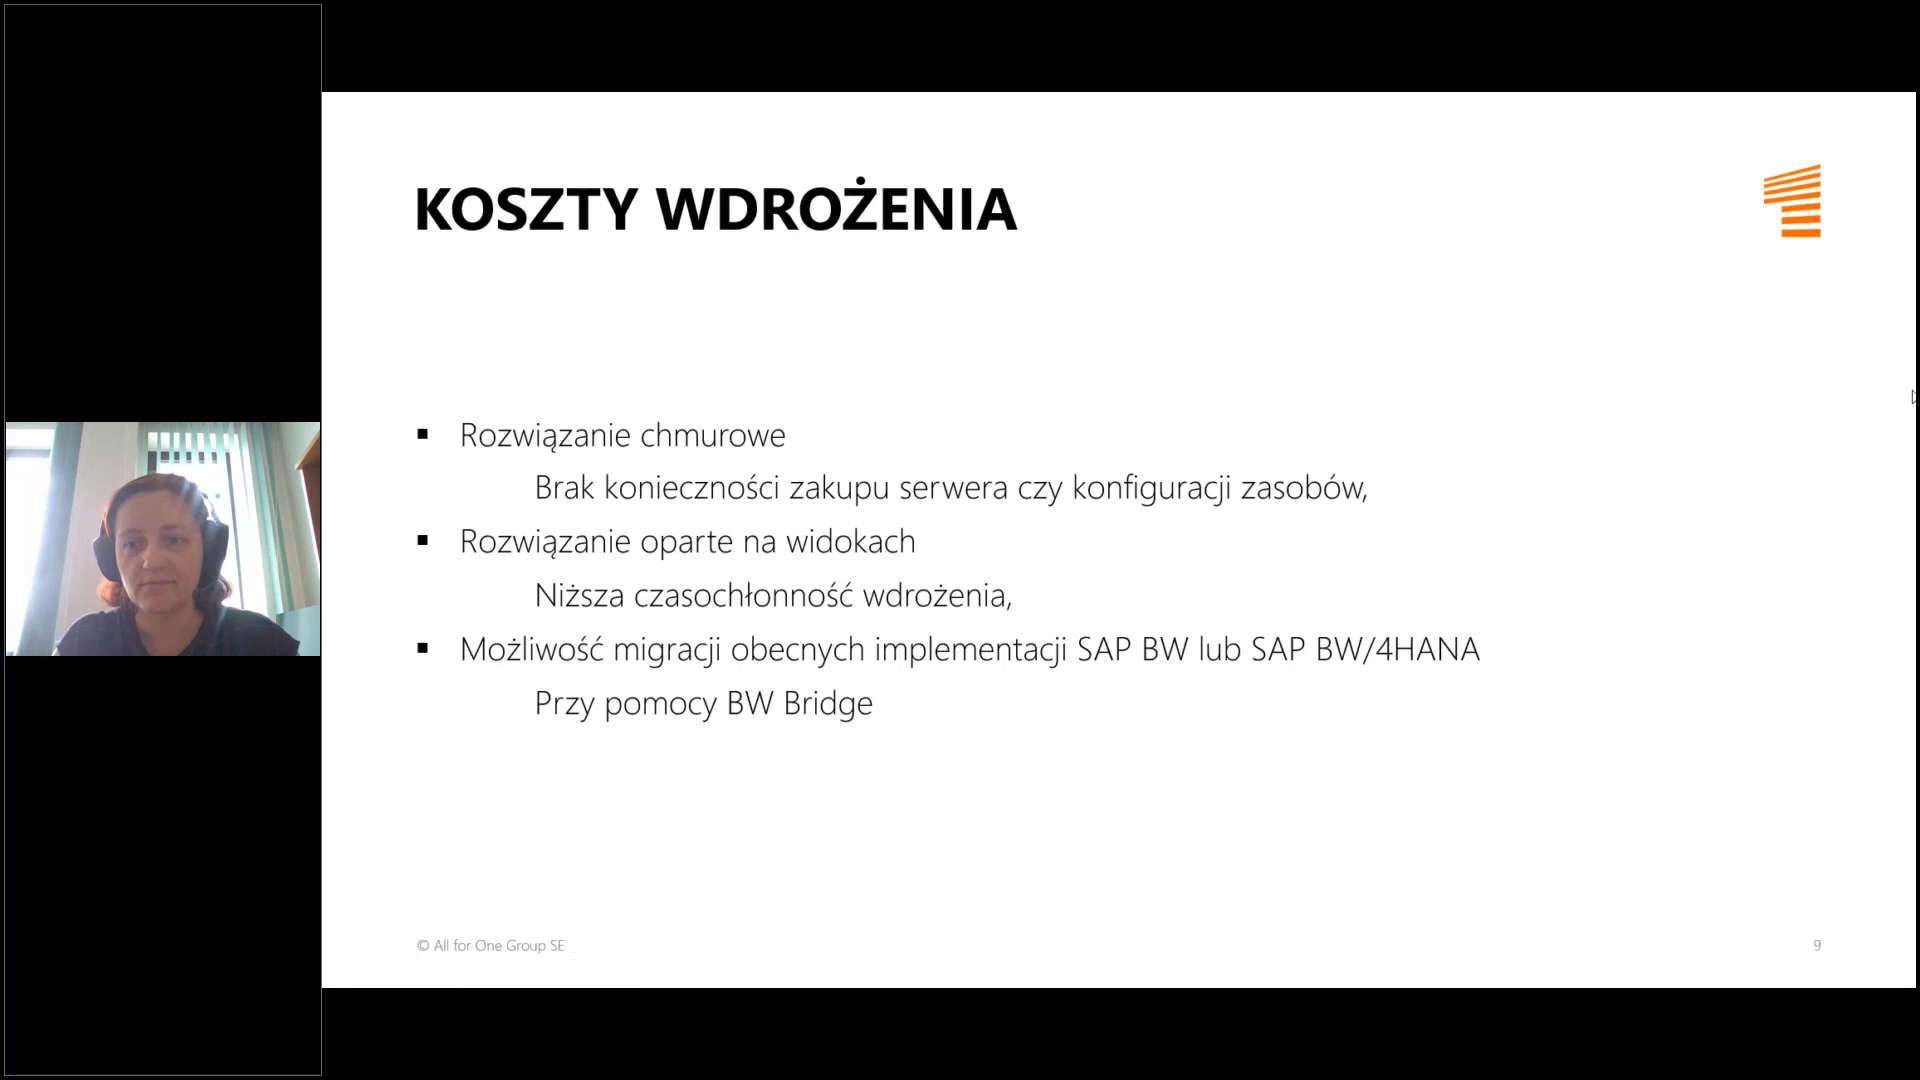 KOSZTY WDROŻENIA
▪ Rozwiązanie chmurowe
Brak konieczności zakupu serwera czy konfiguracji zasobów,
▪ Rozwiązanie oparte na widokach
Niższa czasochłonność wdrożenia,
▪ Możliwość migracji obecnych implementacji SAP BW lub SAP BW/4HANA
Przy pomocy BW Bridge
© All for One Group SE
9